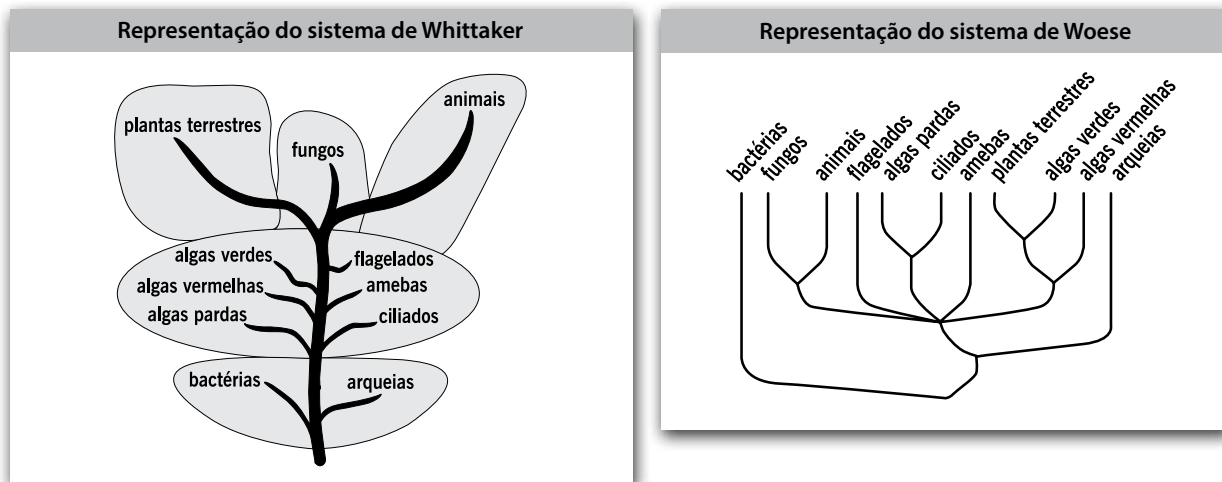 Representação do sistema de Whittaker
plantas terrestres
fungos
animais
algas verdes
flagelados
algas vermelhas
amebas
algas pardas
ciliados
bactérias
arqueias
Representação do sistema de Woese
bactérias
fungos
animais
flagelados
algas pardas
ciliados
amebas
plantas terrestres
algas verdes
algas vermelhas
arqueias